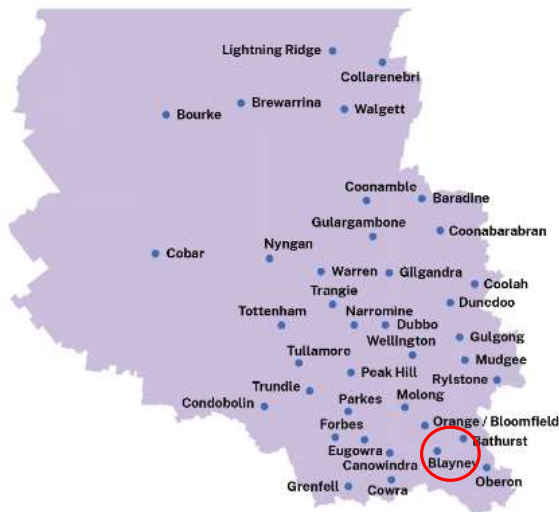 Lightning Ridge
Collarenebri
Brewarrina
Walgett
Bourke
Coonamble
Baradine
Gulargambone
Coonabarabran
Cobar
Nyngan
Warren
Gilgandra
Coolah
Trangie
Dunedoo
Tottenham
Narromine
Dubbo
Gulgong
Wellington
Tullamore
Mudgee
Peak Hill
Rylstone
Trundle
Molong
Condobolin
Parkes
Orange / Bloomfield
Forbes
Bathurst
Eugowra
Blayney
Canowindra
Oberon
Grenfell
Cowra